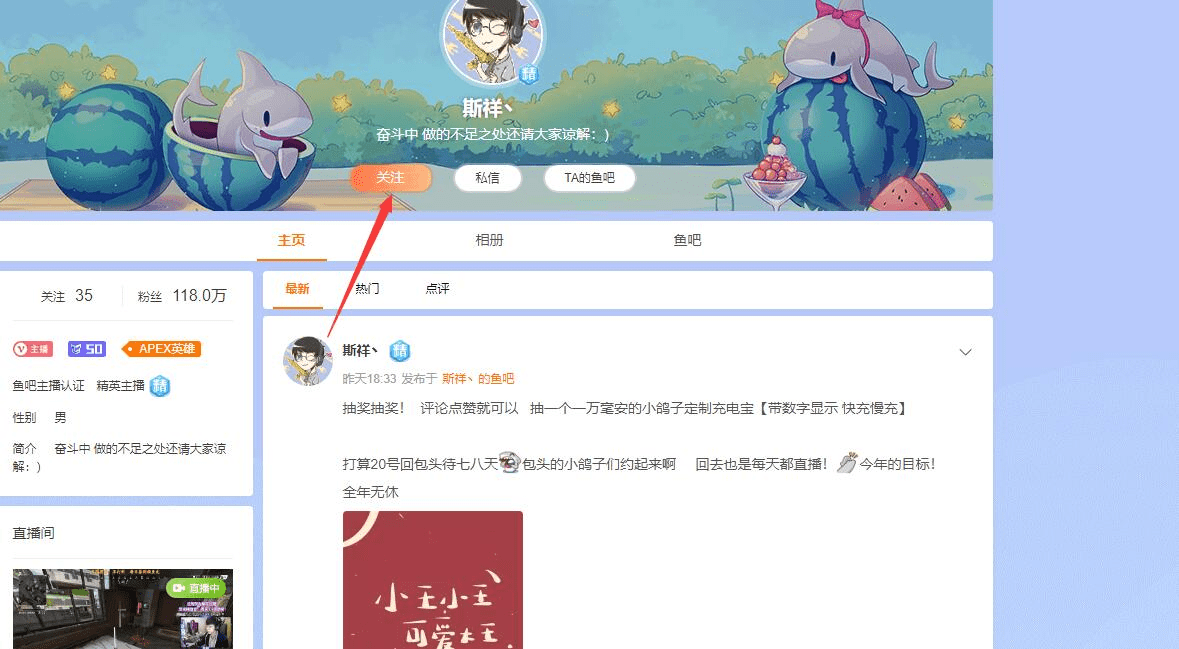 精
斯祥丶
奋斗中 做的不足之处还请大家谅解：)
关注
私信
TA的鱼吧
主页
相册
鱼吧
关注 35
粉丝 118.0万
主播
50
APEX英雄
鱼吧主播认证 精英主播 精
性别 男
简介 奋斗中 做的不足之处还请大家谅
解：)
直播间
直播中
最新
热门
点评
斯祥丶 精
昨天18:33 发布于 斯祥丶的鱼吧
抽奖抽奖！ 评论点赞就可以 抽一个一万毫安的小鸽子定制充电宝【带数字显示 快充慢充】
打算20号回包头待七八天包头的小鸽子们约起来啊 回去也是每天都直播！今年的目标！
全年无休
小王小王
可爱大王